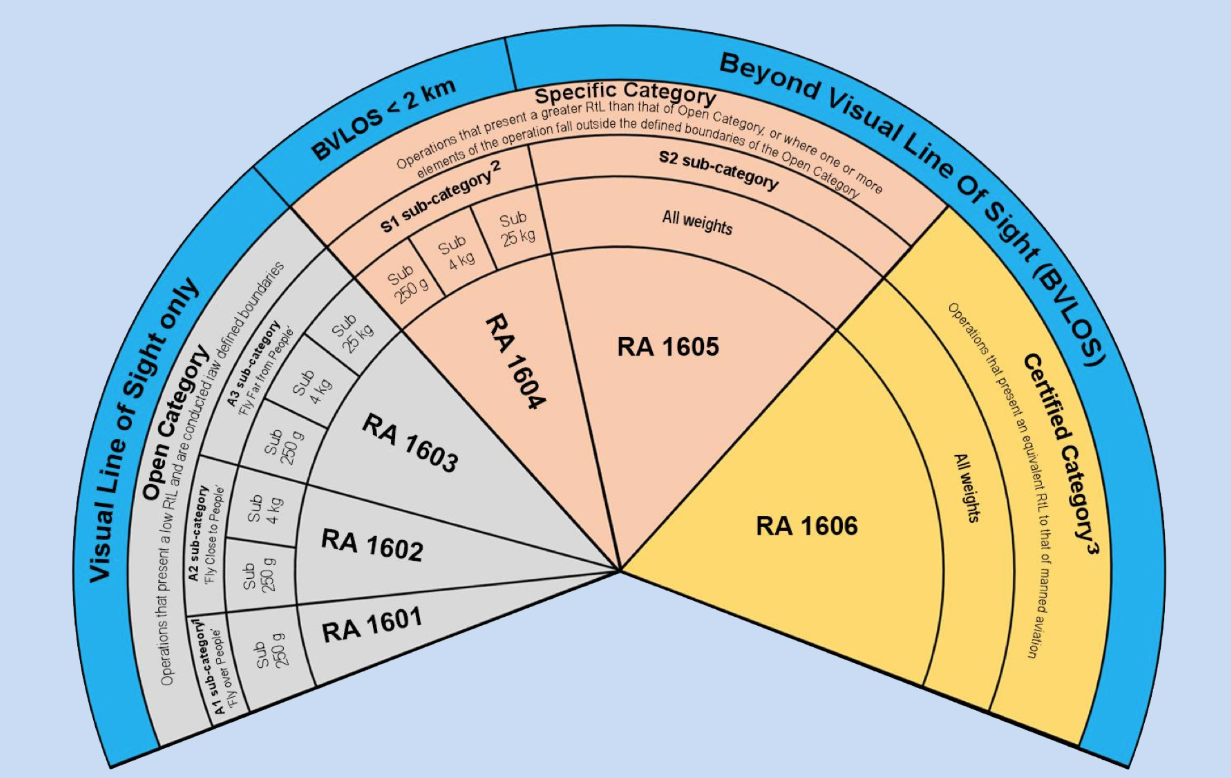 Visual Line of Sight only
BVLOS < 2 km
Beyond Visual Line Of Sight (BVLOS)
Open Category
Operations that present a low RtL and are conducted law defined boundaries
A1 sub-category1
'Fly over People'
Sub
250 g
RA 1601
A2 sub-category
'Fly Close to People'
Sub
250 g
Sub
4 kg
RA 1602
A3 sub-category
'Fly Far from People'
Sub
250 g
Sub
4 kg
Sub
25 kg
RA 1603
Specific Category
Operations that present a greater RtL than that of Open Category, or where one or more
elements of the operation fall outside the defined boundaries of the Open Category
S1 sub-category2
Sub
250 g
Sub
4 kg
Sub
25 kg
RA 1604
S2 sub-category
All weights
RA 1605
Certified Category3
Operations that present an equivalent RtL to that of manned aviation
All weights
RA 1606